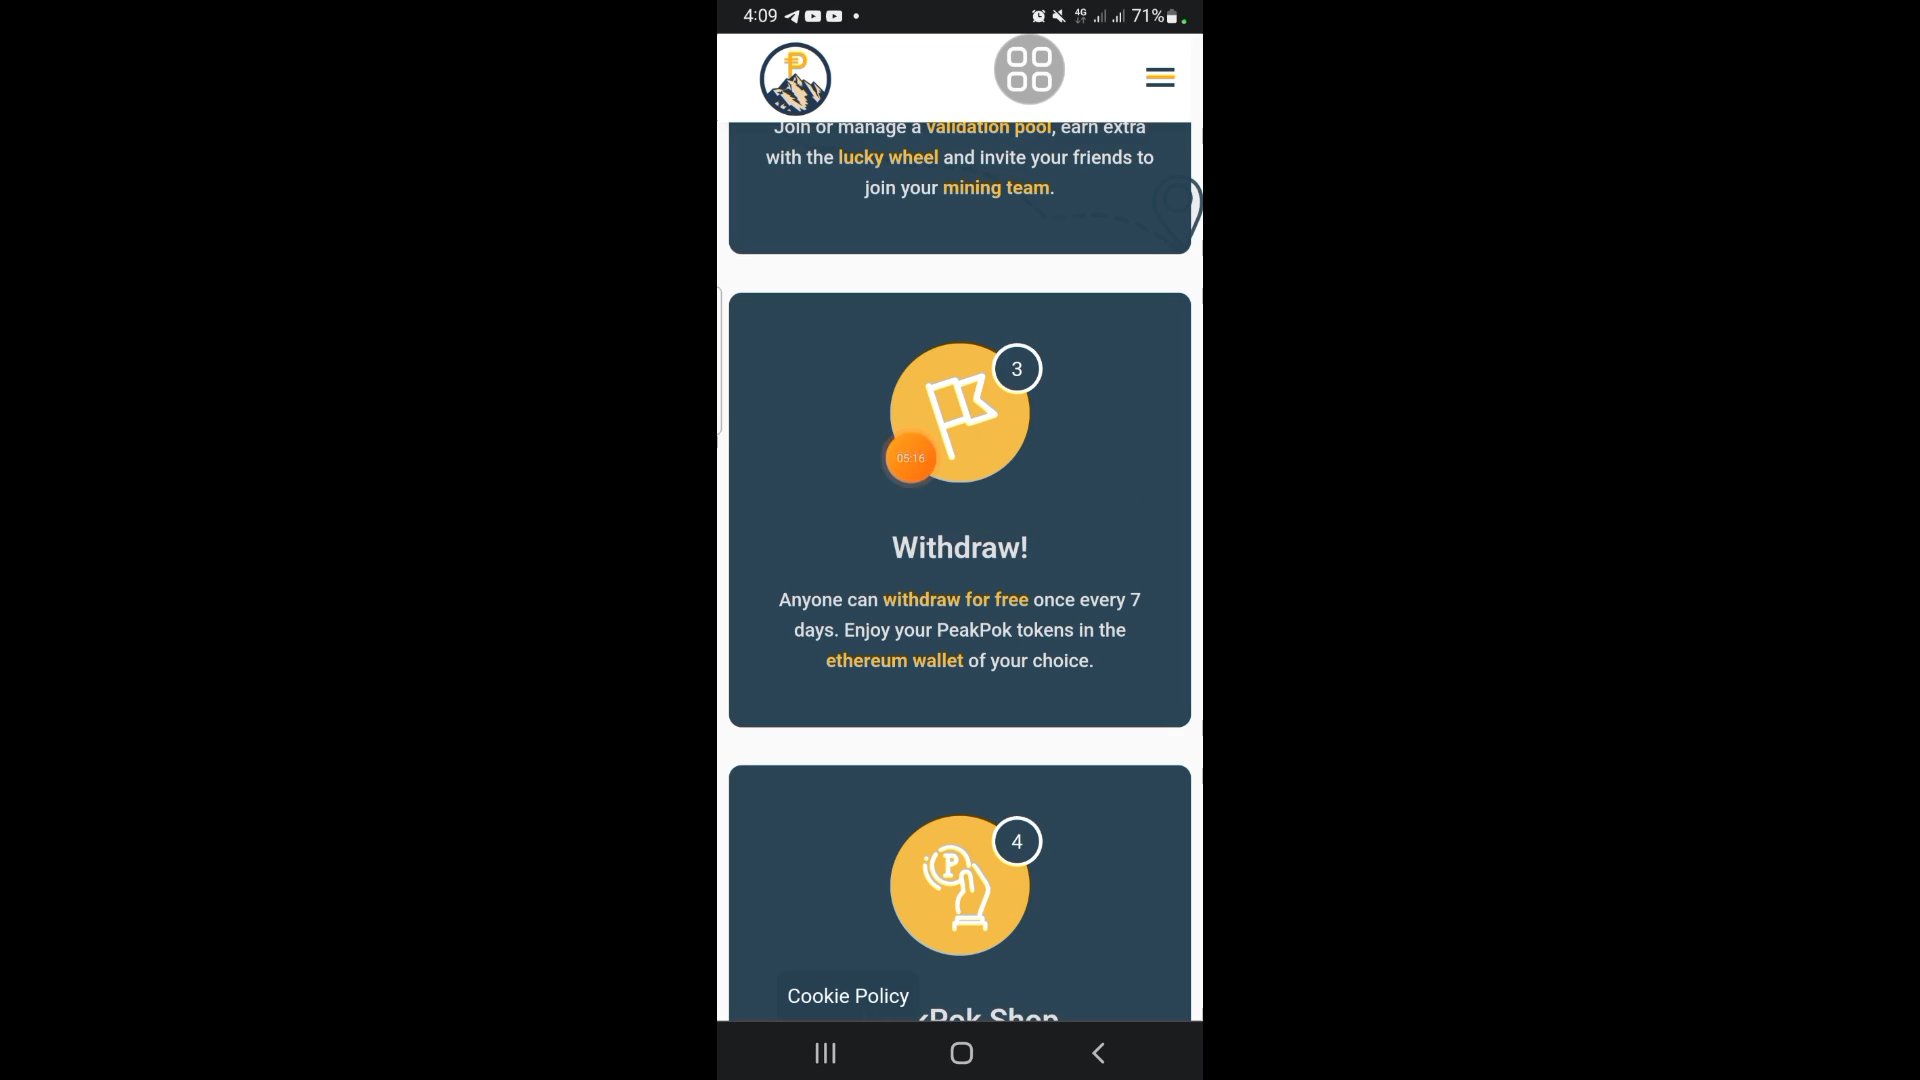 4:09
4G
71%
P
Join or manage a validation pool, earn extra
with the lucky wheel and invite your friends to
join your mining team.
3
05:16
Withdraw!
Anyone can withdraw for free once every 7
days. Enjoy your PeakPok tokens in the
ethereum wallet of your choice.
4
P
Cookie Policy
kPok Shop